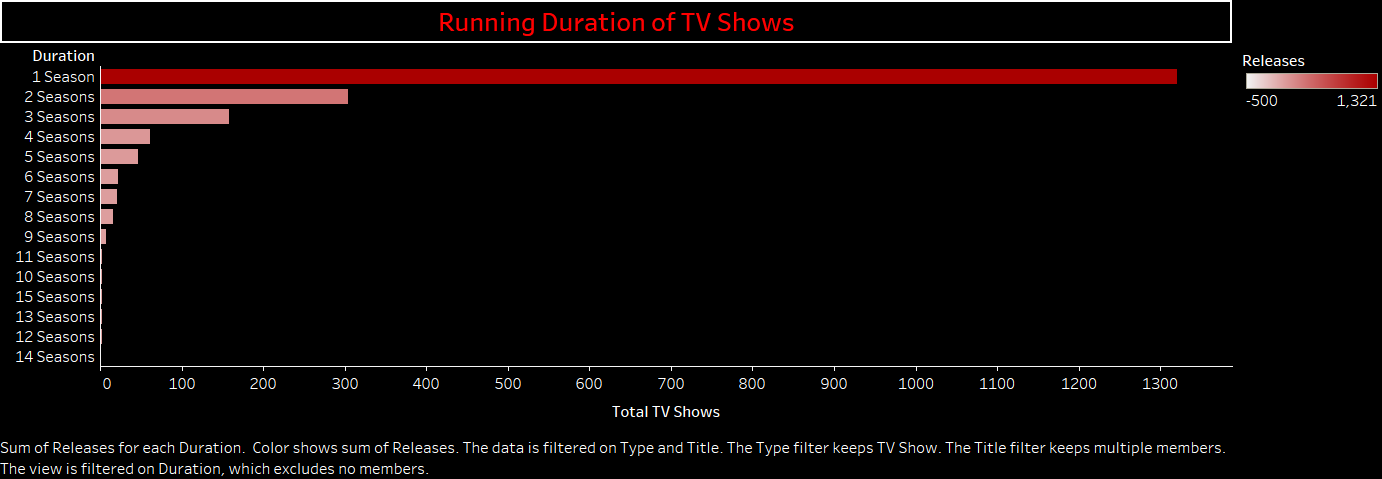 Running Duration of TV Shows
Duration
1 Season
2 Seasons
3 Seasons
4 Seasons
5 Seasons
6 Seasons
7 Seasons
8 Seasons
9 Seasons
11 Seasons
10 Seasons
15 Seasons
13 Seasons
12 Seasons
14 Seasons
0 100 200 300 400 500 600 700 800 900 1000 1100 1200 1300
Total TV Shows
Releases
-500 1,321
Sum of Releases for each Duration.  Color shows sum of Releases. The data is filtered on Type and Title. The Type filter keeps TV Show. The Title filter keeps multiple members.
The view is filtered on Duration, which excludes no members.